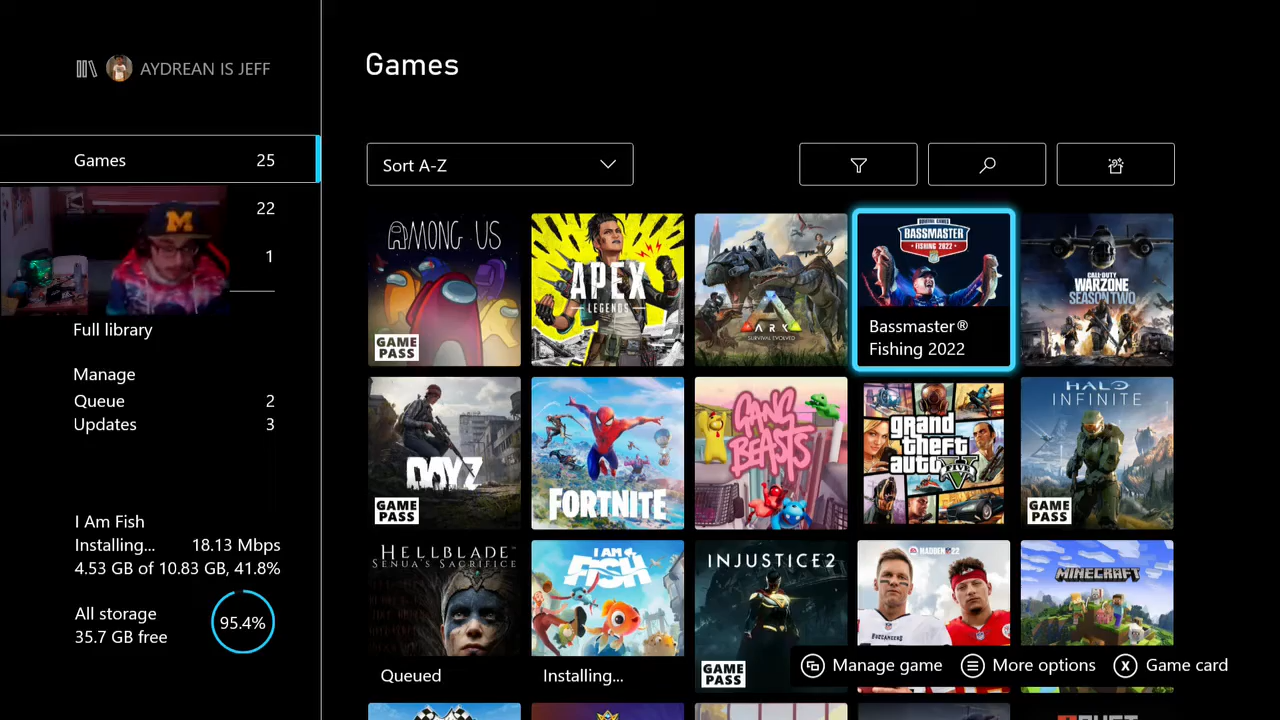 AYDREAN IS JEFF
Games
Games 25
22
1
Full library
Manage
Queue 2
Updates 3
I Am Fish
Installing... 18.13 Mbps
4.53 GB of 10.83 GB, 41.8%
All storage
35.7 GB free
95.4%
Sort A-Z
AMONG US
GAME
PASS
APEX
LEGENDS
ARK
SURVIVAL EVOLVED
BASSMASTER
FISHING 2022
Bassmaster®
Fishing 2022
CALL OF DUTY
WARZONE
SEASON TWO
DAYZ
GAME
PASS
FORTNITE
GANG
BEASTS
grand
theft
auto
V
FIVE
HALO
INFINITE
GAME
PASS
HELLBLADE
SENUA'S SACRIFICE
Queued
I AM
FISH
Installing...
INJUSTICE 2
GAME
PASS
MADDEN 22
BUCCANEERS
MINECRAFT
Manage game
More options
X Game card